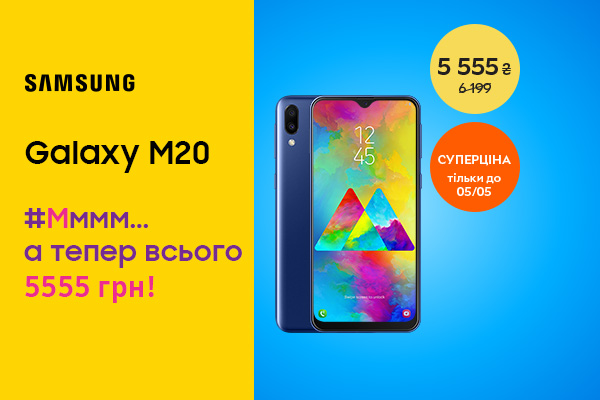 SAMSUNG
Galaxy M20
#Мммм...
а тепер всього
5555 грн!
5 555 ₴
6 199
СУПЕРЦІНА
тільки до
05/05
12
45